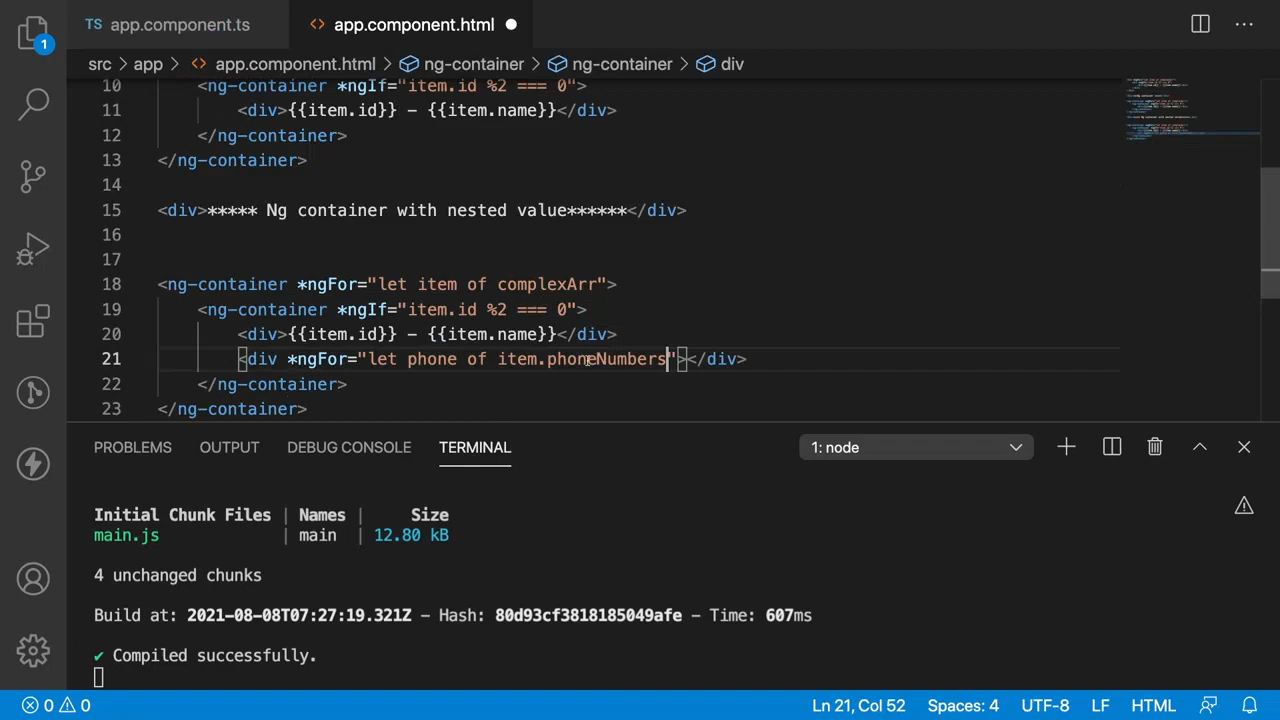 TS app.component.ts
<> app.component.html
1
src > app > <> app.component.html > ng-container > ng-container > div
10 <ng-container *ngIf="item.id %2 === 0">
11 <div>{{item.id}} - {{item.name}}</div>
12 </ng-container>
13 </ng-container>
14
15 <div>***** Ng container with nested value******</div>
16
17
18 <ng-container *ngFor="let item of complexArr">
19 <ng-container *ngIf="item.id %2 === 0">
20 <div>{{item.id}} - {{item.name}}</div>
21 <div *ngFor="let phone of item.phoneNumbers"></div>
22 </ng-container>
23 </ng-container>
PROBLEMS OUTPUT DEBUG CONSOLE TERMINAL 1: node
Initial Chunk Files | Names | Size
main.js | main | 12.80 kB
4 unchanged chunks
Build at: 2021-08-08T07:27:19.321Z - Hash: 80d93cf3818185049afe - Time: 607ms
✔ Compiled successfully.
0 0 Ln 21, Col 52 Spaces: 4 UTF-8 LF HTML